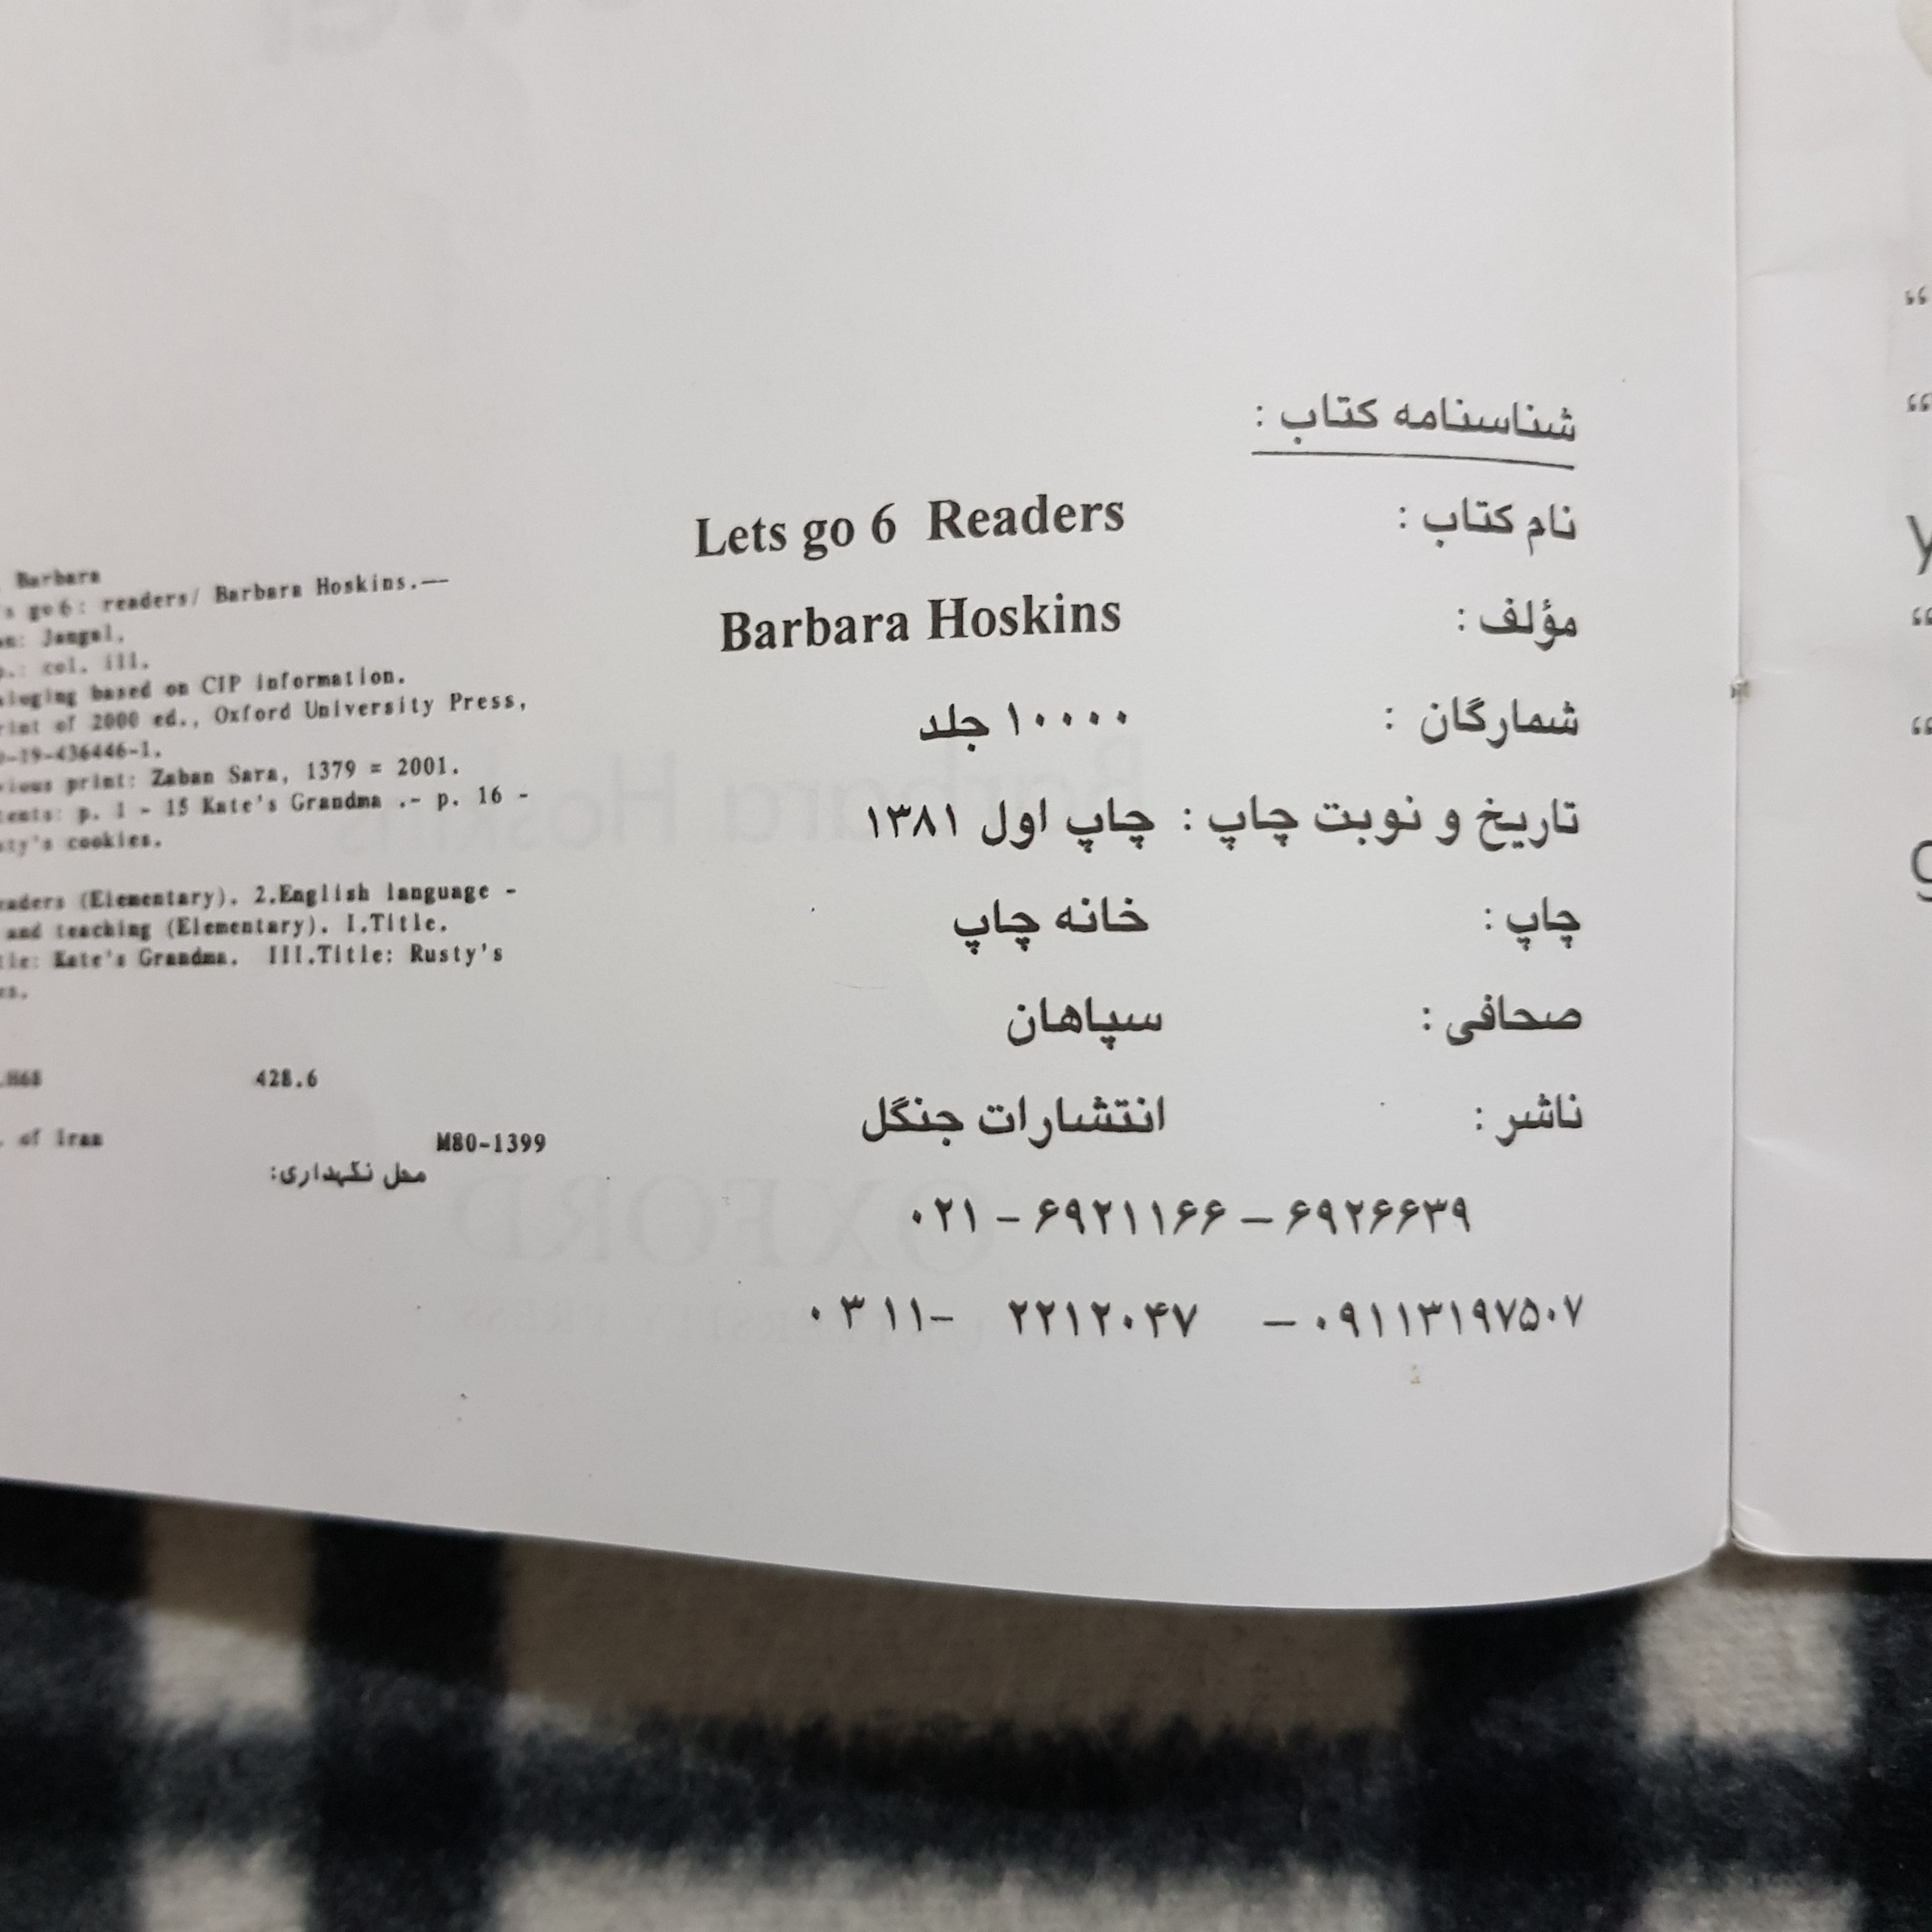 شناسنامه کتاب :
نام کتاب : Lets go 6 Readers
مؤلف : Barbara Hoskins
شمارگان : ۱۰۰۰۰ جلد
تاریخ و نوبت چاپ : چاپ اول ۱۳۸۱
چاپ : خانه چاپ
صحافی : سپاهان
ناشر : انتشارات جنگل
۰۲۱ – ۶۹۲۱۱۶۶ – ۶۹۲۶۶۳۹
۰۳۱۱– ۲۲۱۲۰۴۷ – ۰۹۱۱۳۱۹۷۵۰۷
Barbara
's go 6: readers/ Barbara Hoskins.—
Jangal,
col. ill.
based on CIP information.
of 2000 ed., Oxford University Press,
-19-436446-1.
print: Zaban Sara, 1379 = 2001.
p. 1 - 15 Kate's Grandma .- p. 16 -
cookies.
(Elementary). 2.English language -
and teaching (Elementary). I.Title.
Kate's Grandma. III.Title: Rusty's
.H68 428.6
of Iran M80-1399
محل نگهداری: